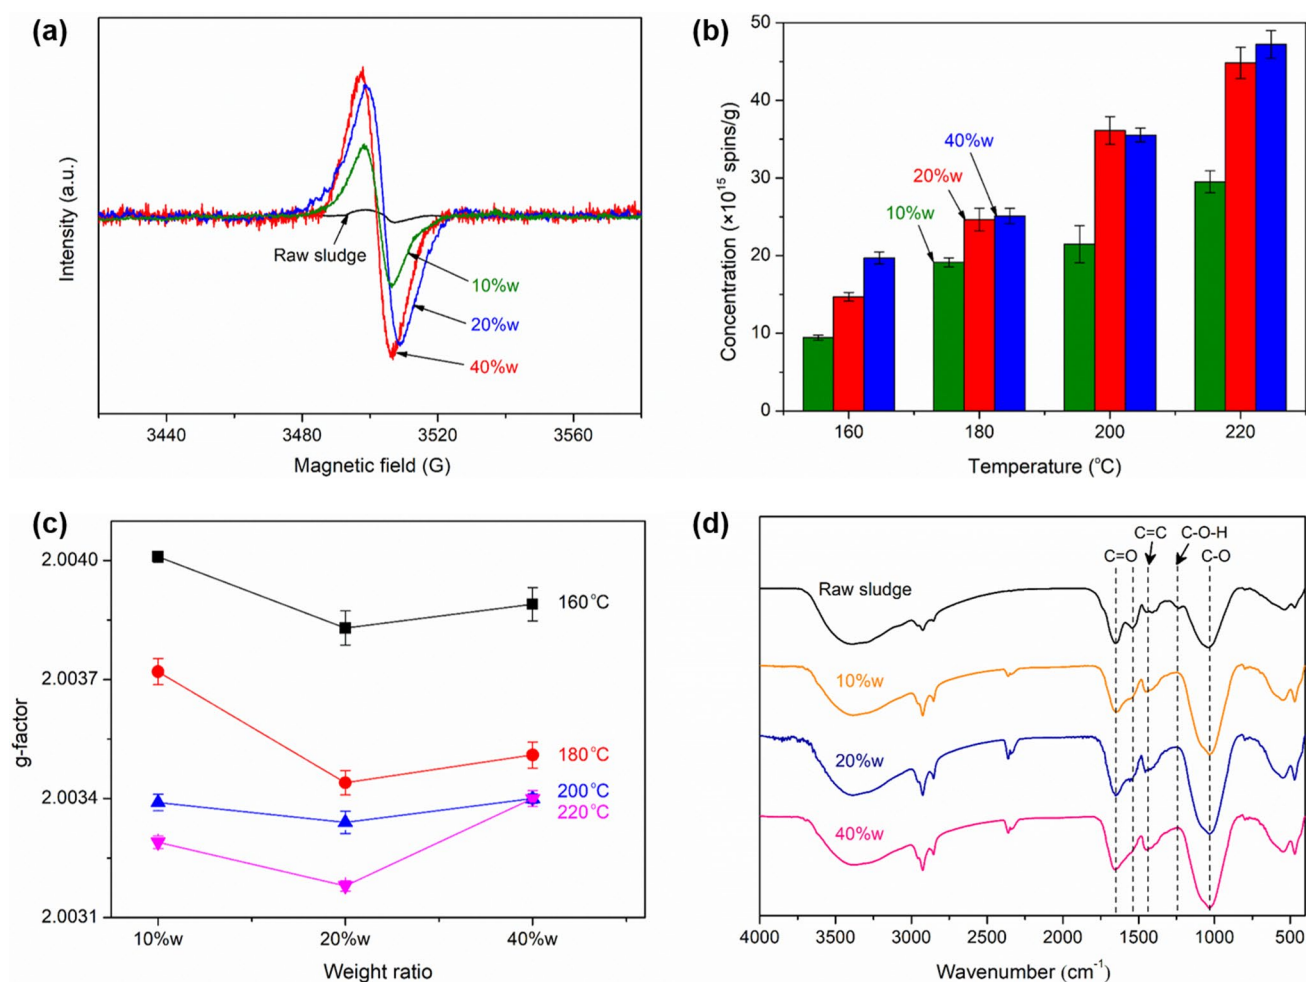 (a)
Intensity (a.u.)
Raw sludge
10%w
20%w
40%w
3440
3480
3520
3560
Magnetic field (G)
(b)
50
40
30
20
10
0
Concentration (×10¹⁵ spins/g)
10%w
20%w
40%w
160
180
200
220
Temperature (°C)
(c)
2.0040
2.0037
2.0034
2.0031
g-factor
160°C
180°C
200°C
220°C
10%w
20%w
40%w
Weight ratio
(d)
C=O
C=C
C-O-H
C-O
Raw sludge
10%w
20%w
40%w
4000
3500
3000
2500
2000
1500
1000
500
Wavenumber (cm⁻¹)